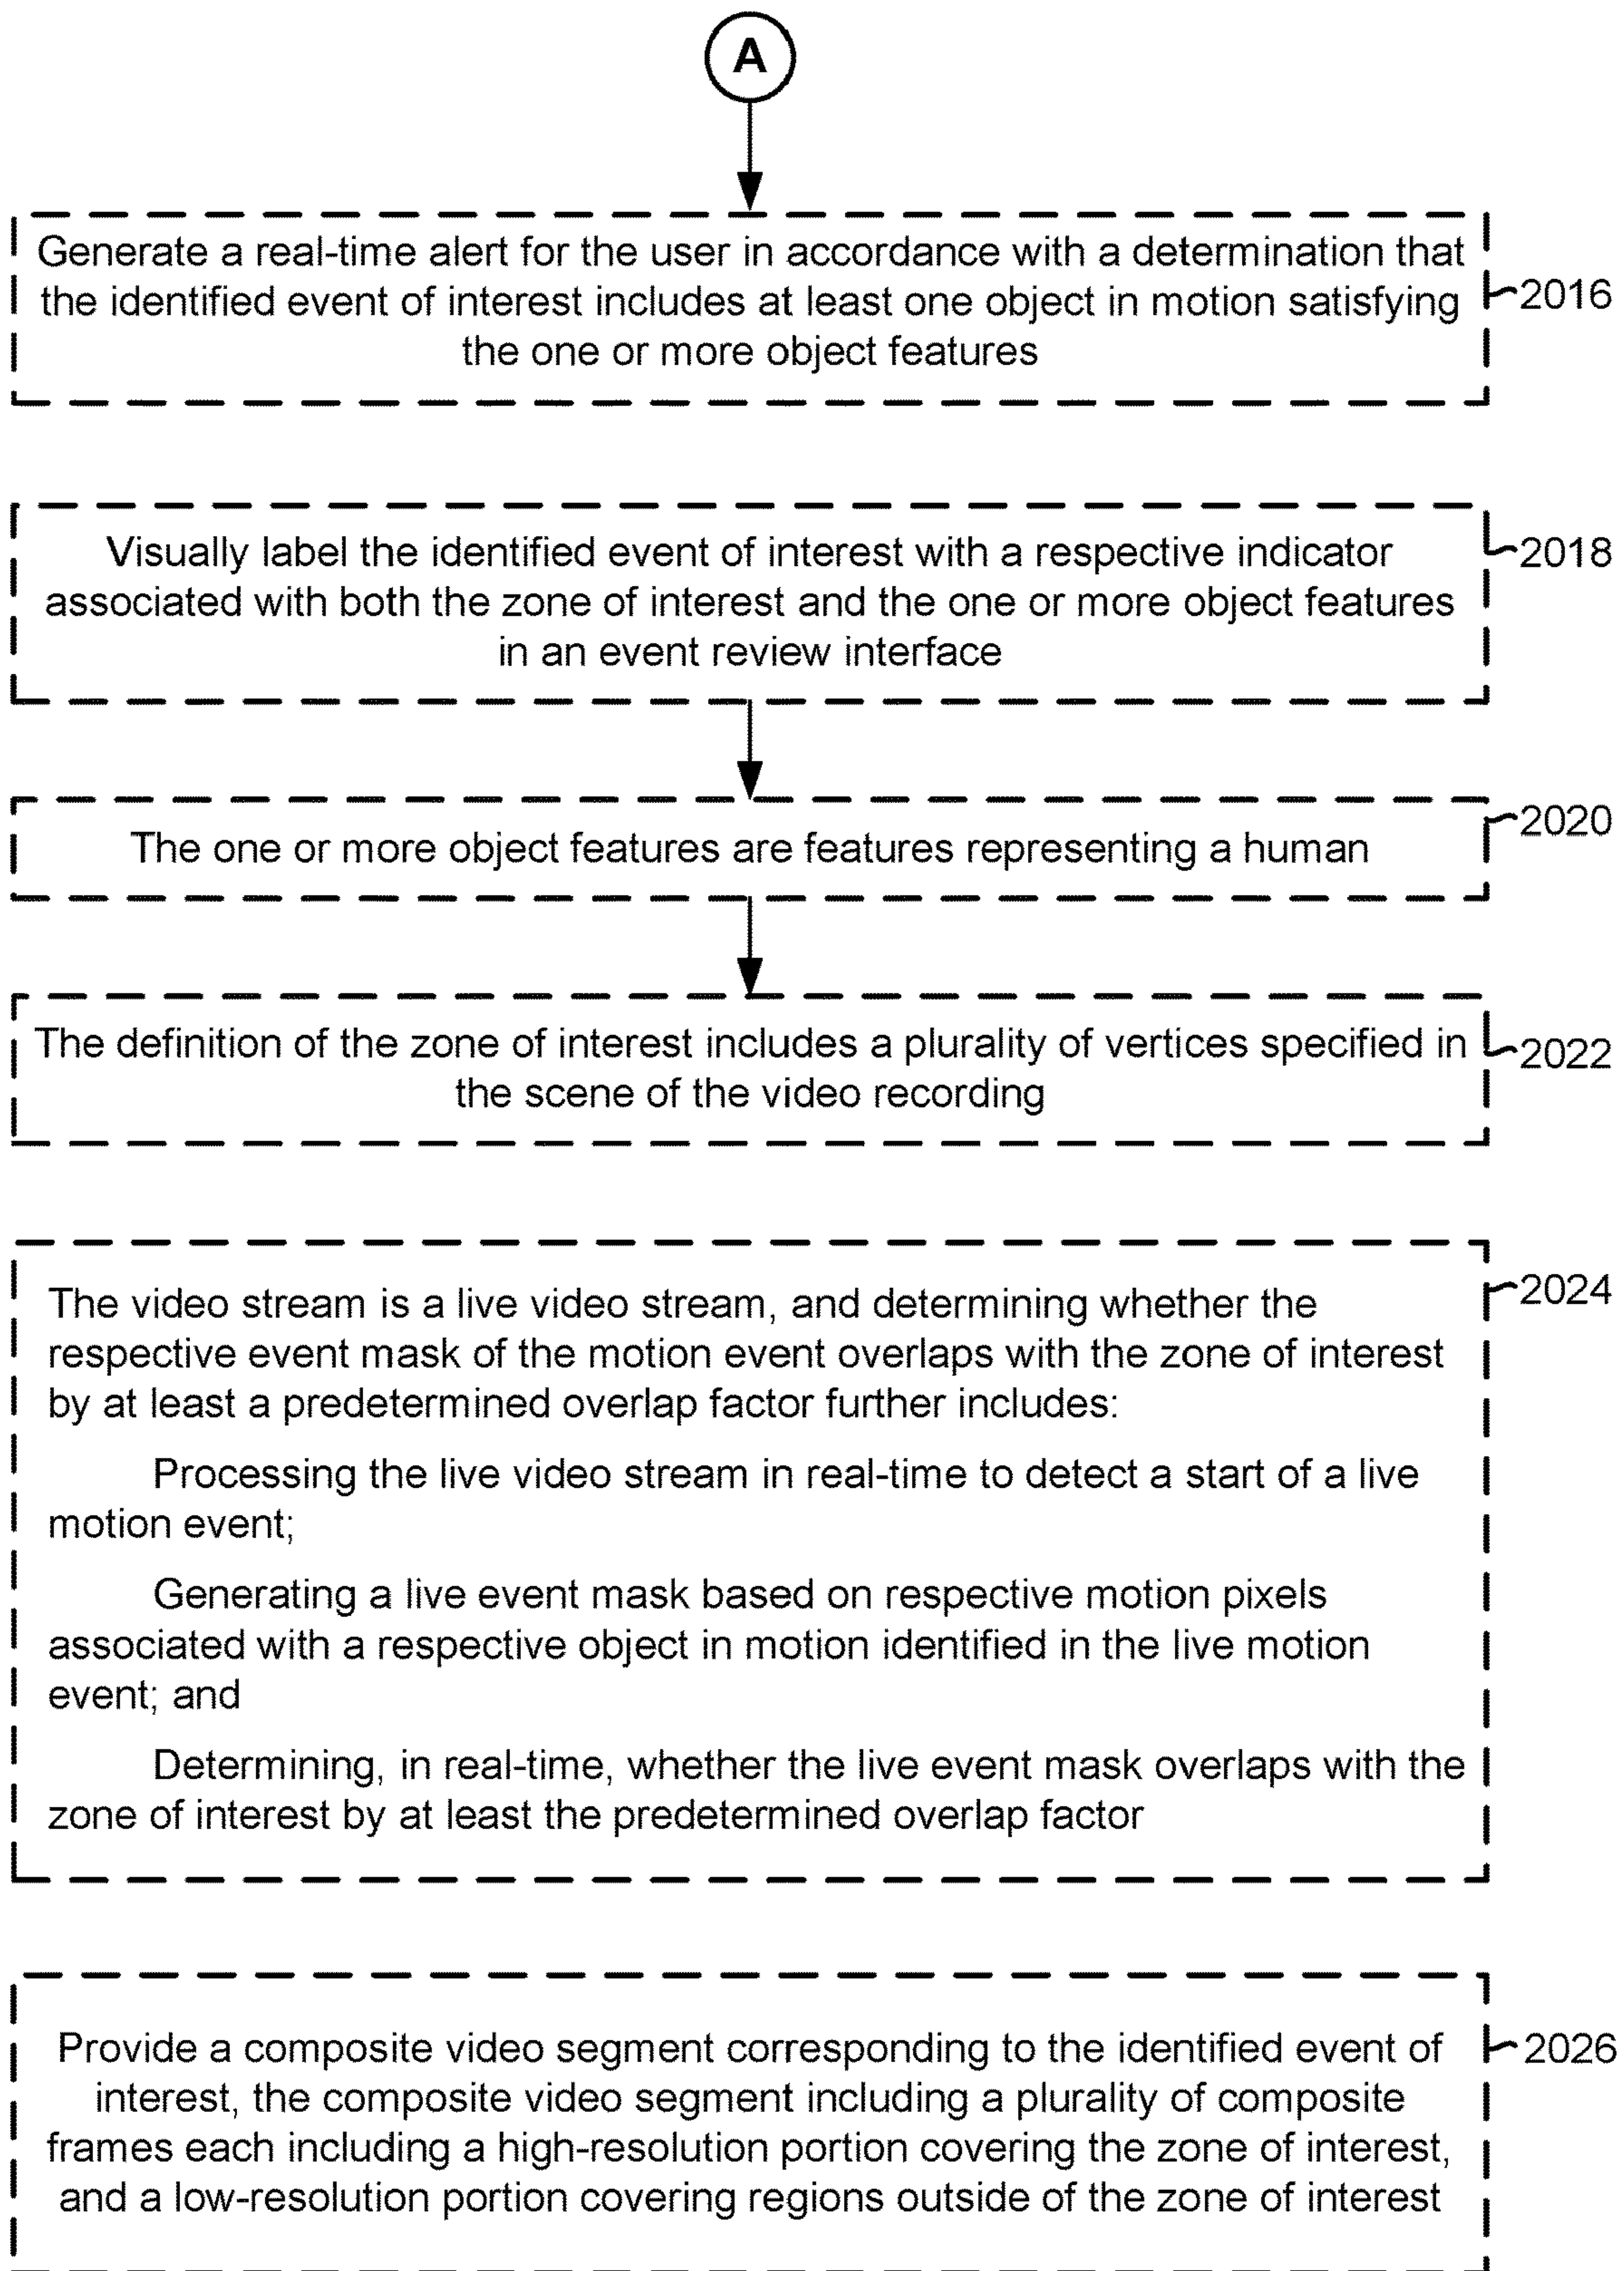 A
Generate a real-time alert for the user in accordance with a determination that
the identified event of interest includes at least one object in motion satisfying
the one or more object features
2016
Visually label the identified event of interest with a respective indicator
associated with both the zone of interest and the one or more object features
in an event review interface
2018
The one or more object features are features representing a human
2020
The definition of the zone of interest includes a plurality of vertices specified in
the scene of the video recording
2022
The video stream is a live video stream, and determining whether the
respective event mask of the motion event overlaps with the zone of interest
by at least a predetermined overlap factor further includes:
Processing the live video stream in real-time to detect a start of a live
motion event;
Generating a live event mask based on respective motion pixels
associated with a respective object in motion identified in the live motion
event; and
Determining, in real-time, whether the live event mask overlaps with the
zone of interest by at least the predetermined overlap factor
2024
Provide a composite video segment corresponding to the identified event of
interest, the composite video segment including a plurality of composite
frames each including a high-resolution portion covering the zone of interest,
and a low-resolution portion covering regions outside of the zone of interest
2026